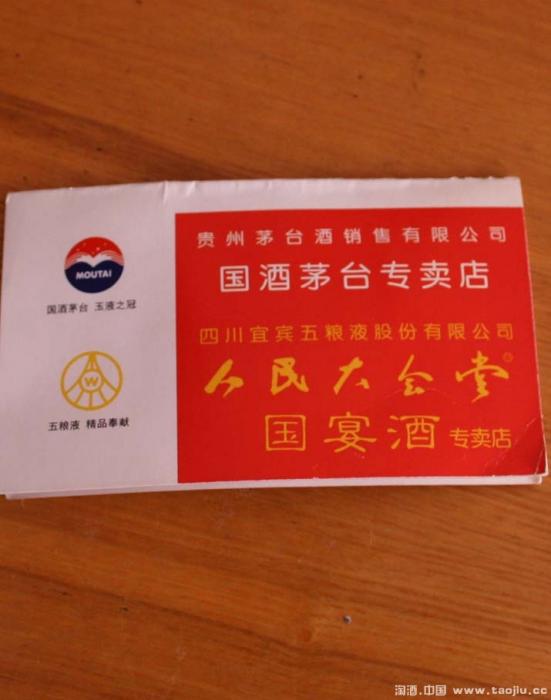 MOUTAI
国酒茅台 玉液之冠
W
五粮液 精品奉献
贵州茅台酒销售有限公司
国酒茅台专卖店
四川宜宾五粮液股份有限公司
人民大会堂®
国宴酒 专卖店
淘酒.中国 www.taojiu.cc